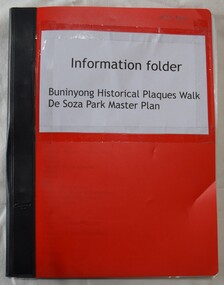 Information folder
Buninyong Historical Plaques Walk
De Soza Park Master Plan